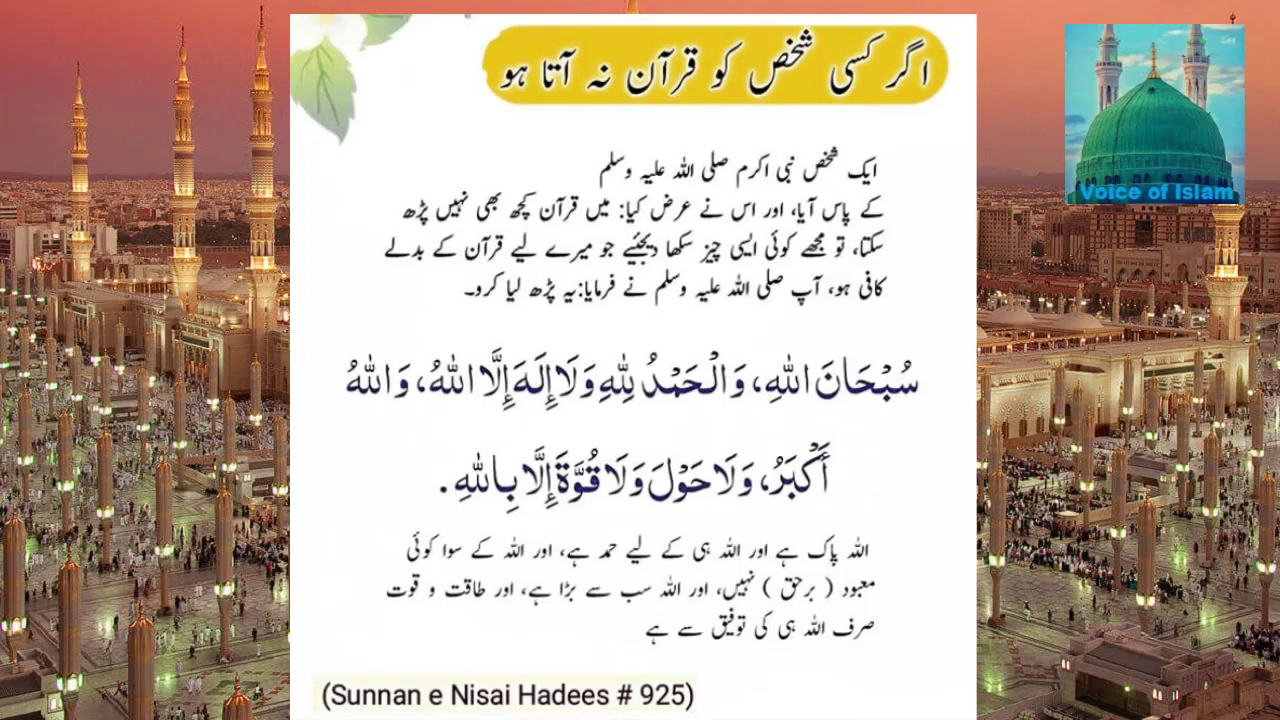 اگر کسی شخص کو قرآن نہ آتا ہو
Voice of Islam
ایک شخص نبی اکرم صلی اللہ علیہ وسلم
کے پاس آیا، اور اس نے عرض کیا: میں قرآن کچھ بھی نہیں پڑھ
سکتا، تو مجھے کوئی ایسی چیز سکھا دیجئیے جو میرے لیے قرآن کے بدلے
کافی ہو، آپ صلی اللہ علیہ وسلم نے فرمایا:یہ پڑھ لیا کرو۔
سُبْحَانَ اللهِ، وَالْحَمْدُ لِلّٰهِ وَلَا إِلَهَ إِلَّا اللهُ، وَاللهُ
أَكْبَرُ، وَلَا حَوْلَ وَلَا قُوَّةَ إِلَّا بِاللهِ.
اللہ پاک ہے اور اللہ ہی کے لیے حمد ہے، اور اللہ کے سوا کوئی
معبود ( برحق ) نہیں، اور اللہ سب سے بڑا ہے، اور طاقت و قوت
صرف اللہ ہی کی توفیق سے ہے
(Sunnan e Nisai Hadees # 925)